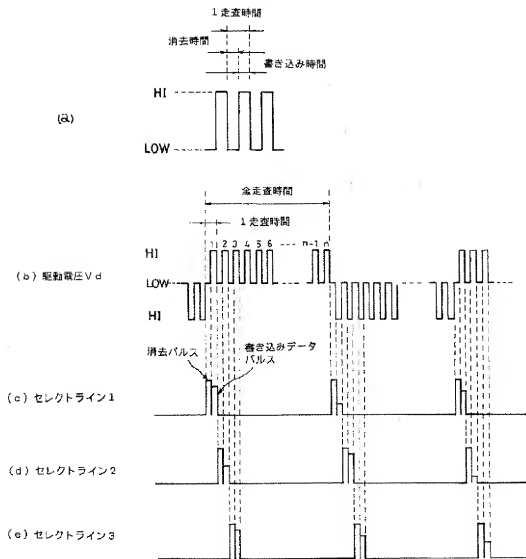 1走査時間
消去時間
書き込み時間
HI
(a)
LOW
全走査時間
1走査時間
1 2 3 4 5 6 --- n-1 n
HI
(b) 駆動電圧Vd
LOW
HI
消去パルス
書き込みデータ
パルス
(c) セレクトライン1
(d) セレクトライン2
(e) セレクトライン3